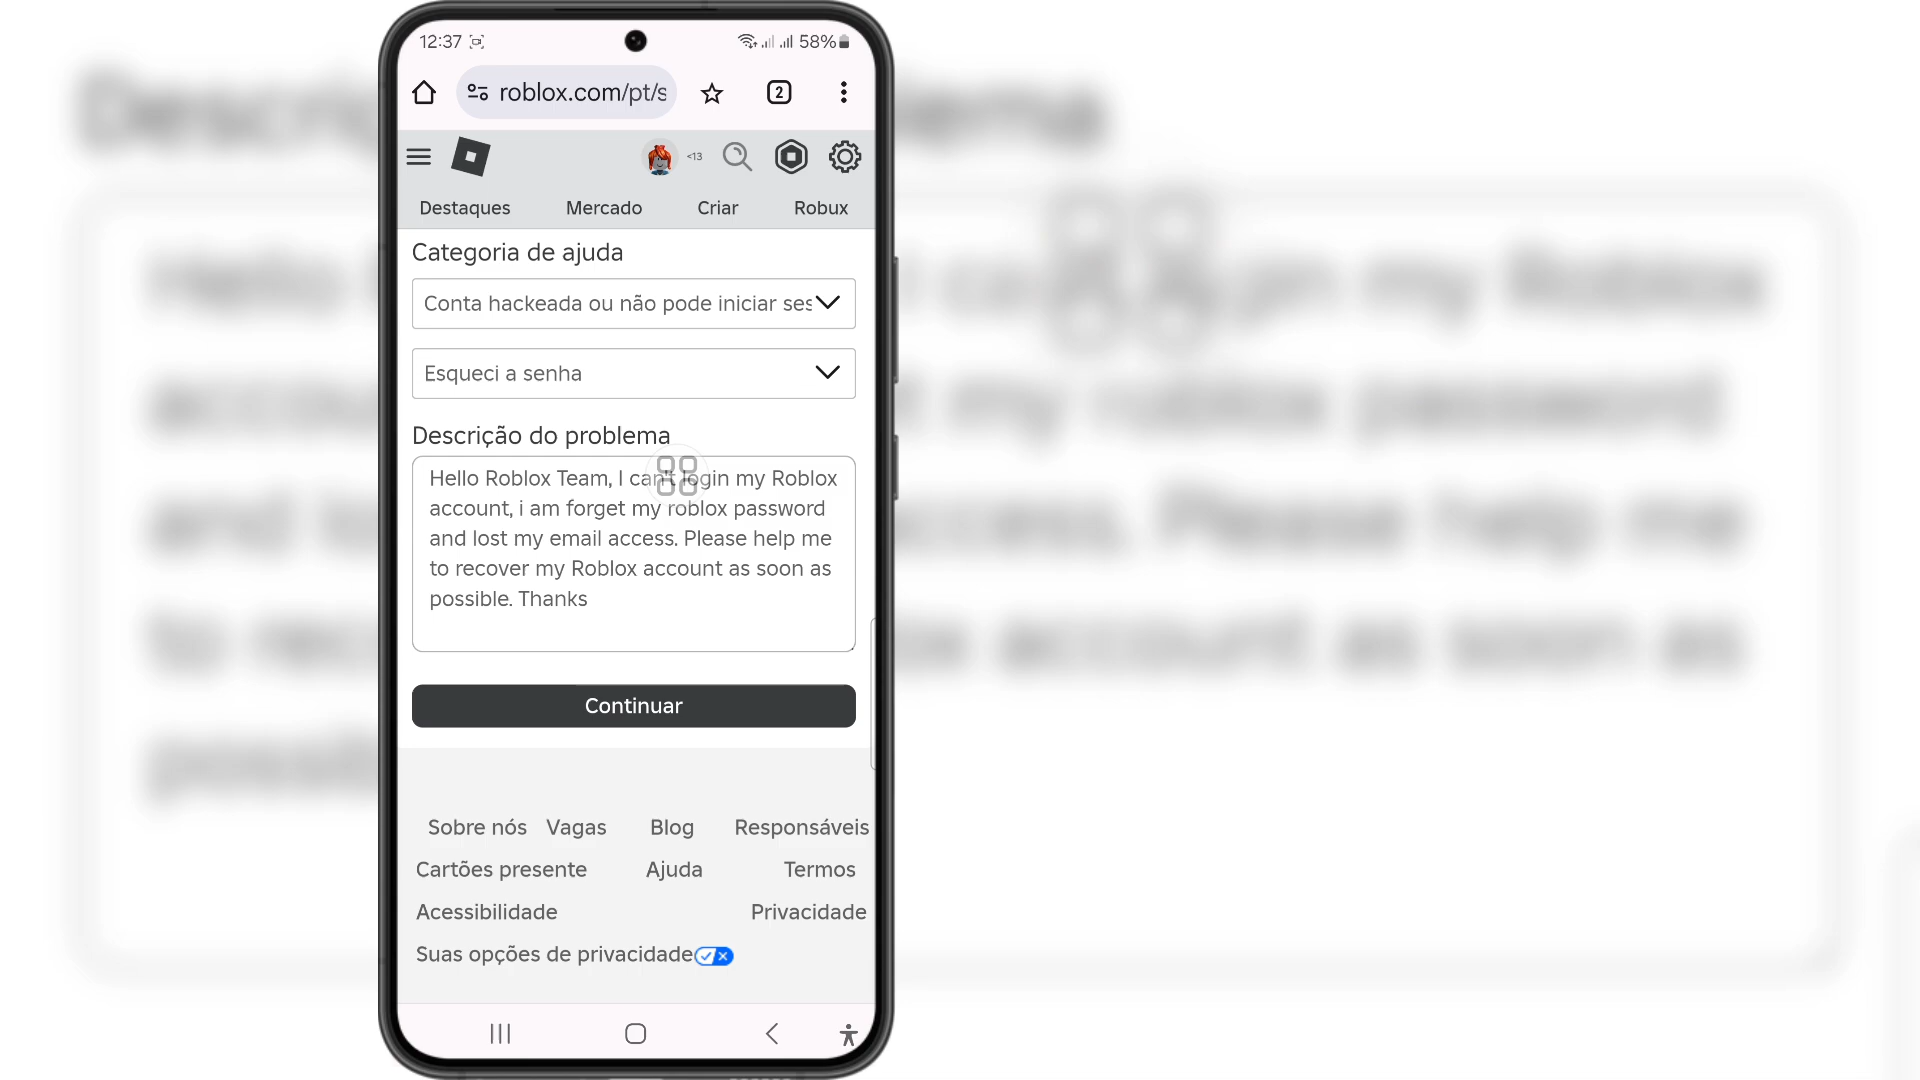 12:37 58%
roblox.com/pt/s 2
<13
Destaques Mercado Criar Robux
Categoria de ajuda
Conta hackeada ou não pode iniciar ses
Esqueci a senha
Descrição do problema
Hello Roblox Team, I can't login my Roblox
account, i am forget my roblox password
and lost my email access. Please help me
to recover my Roblox account as soon as
possible. Thanks
Continuar
Sobre nós Vagas Blog Responsáveis
Cartões presente Ajuda Termos
Acessibilidade Privacidade
Suas opções de privacidade